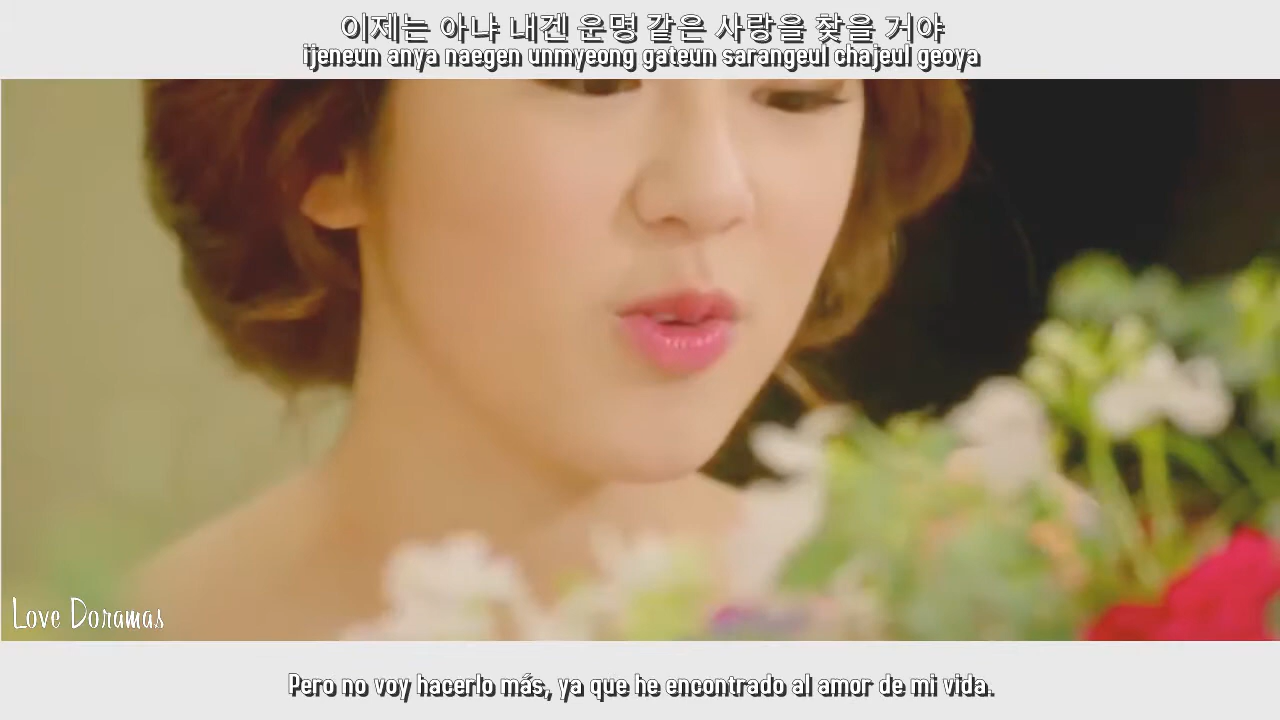 이제는 아냐 내겐 운명 같은 사랑을 찾을 거야
ijeneun anya naegen unmyeong gateun sarangeul chajeul geoya
Love Doramas
Pero no voy hacerlo más, ya que he encontrado al amor de mi vida.